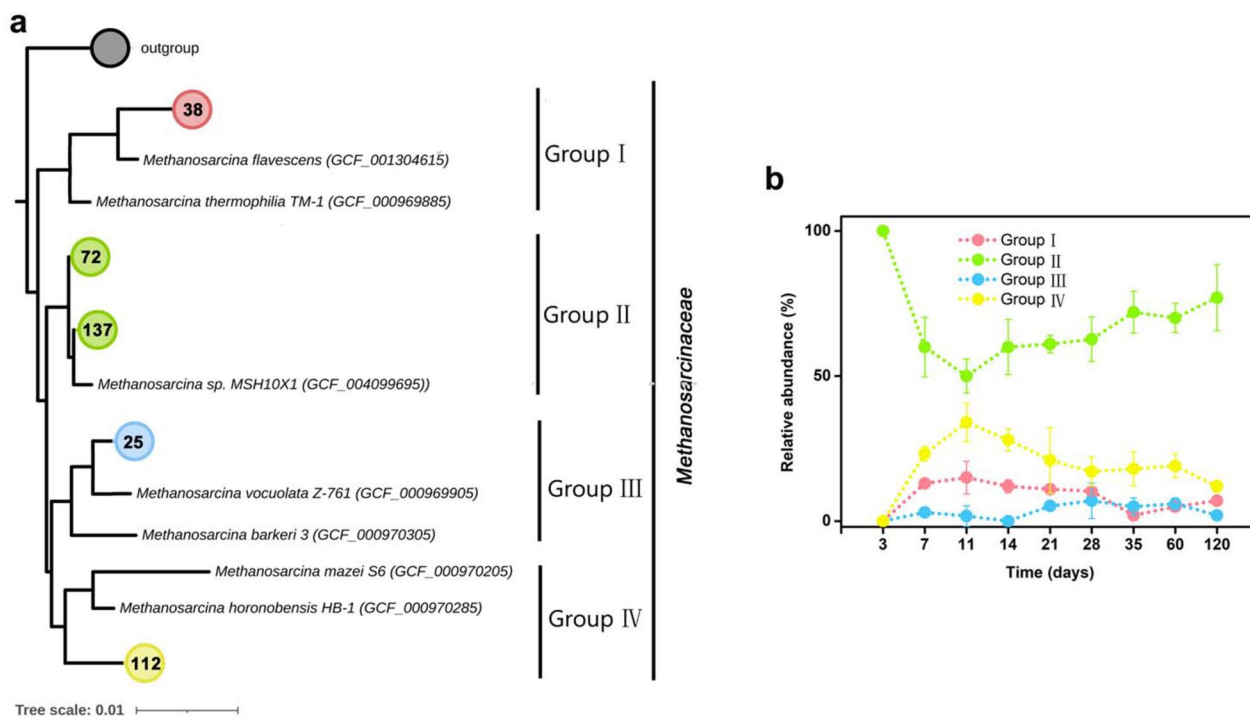 a
outgroup
38
Methanosarcina flavescens (GCF_001304615)
Group Ⅰ
Methanosarcina thermophilia TM-1 (GCF_000969885)
72
137
Group Ⅱ
Methanosarcina sp. MSH10X1 (GCF_004099695))
25
Methanosarcina vocuolata Z-761 (GCF_000969905)
Group Ⅲ
Methanosarcina barkeri 3 (GCF_000970305)
Methanosarcina mazei S6 (GCF_000970205)
Methanosarcina horonobensis HB-1 (GCF_000970285)
Group Ⅳ
112
Tree scale: 0.01
Methanosarcinaceae
b
Relative abundance (%)
100
50
0
Group Ⅰ
Group Ⅱ
Group Ⅲ
Group Ⅳ
3 7 11 14 21 28 35 60 120
Time (days)